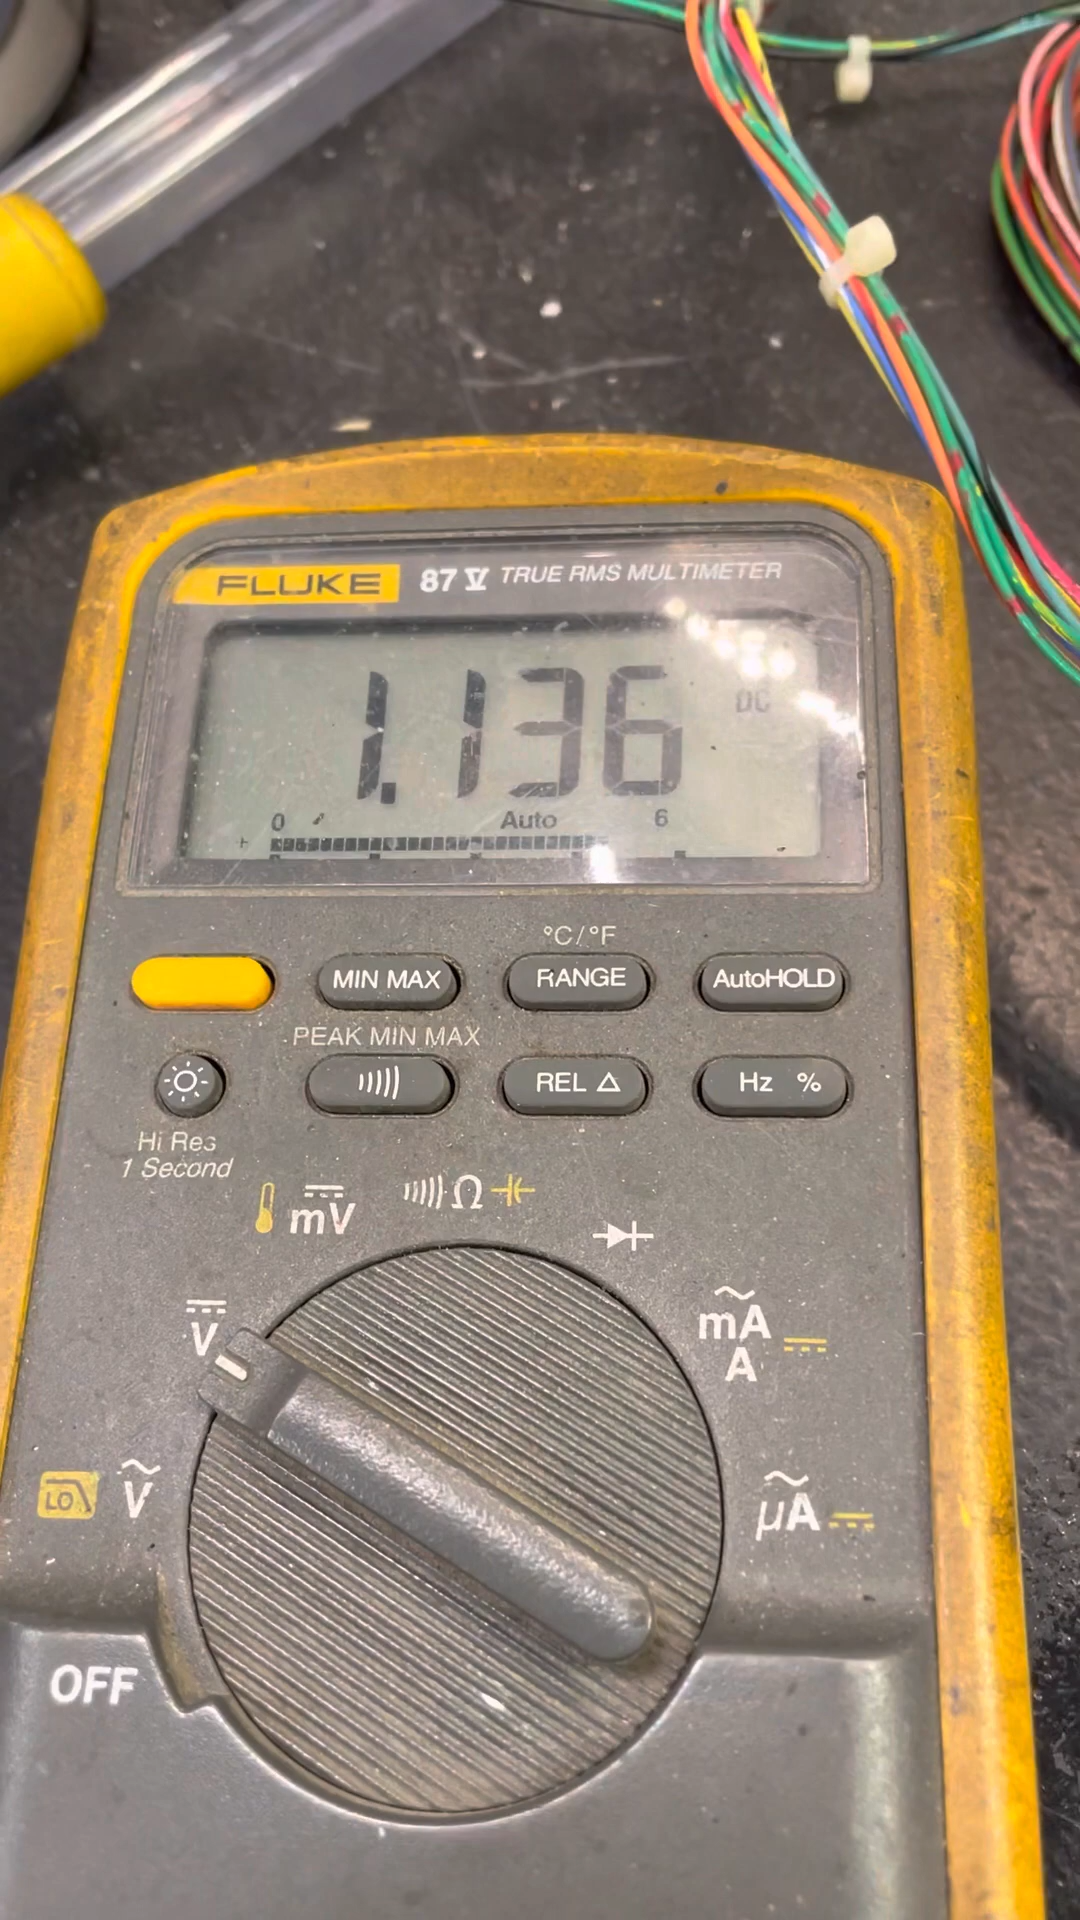 FLUKE 87 V TRUE RMS MULTIMETER
1.136 DC
0 Auto 6
+
°C/°F
MIN MAX RANGE AutoHOLD
PEAK MIN MAX
REL △ Hz %
Hi Res
1 Second
mV Ω
V mA
A
LO V µA
OFF